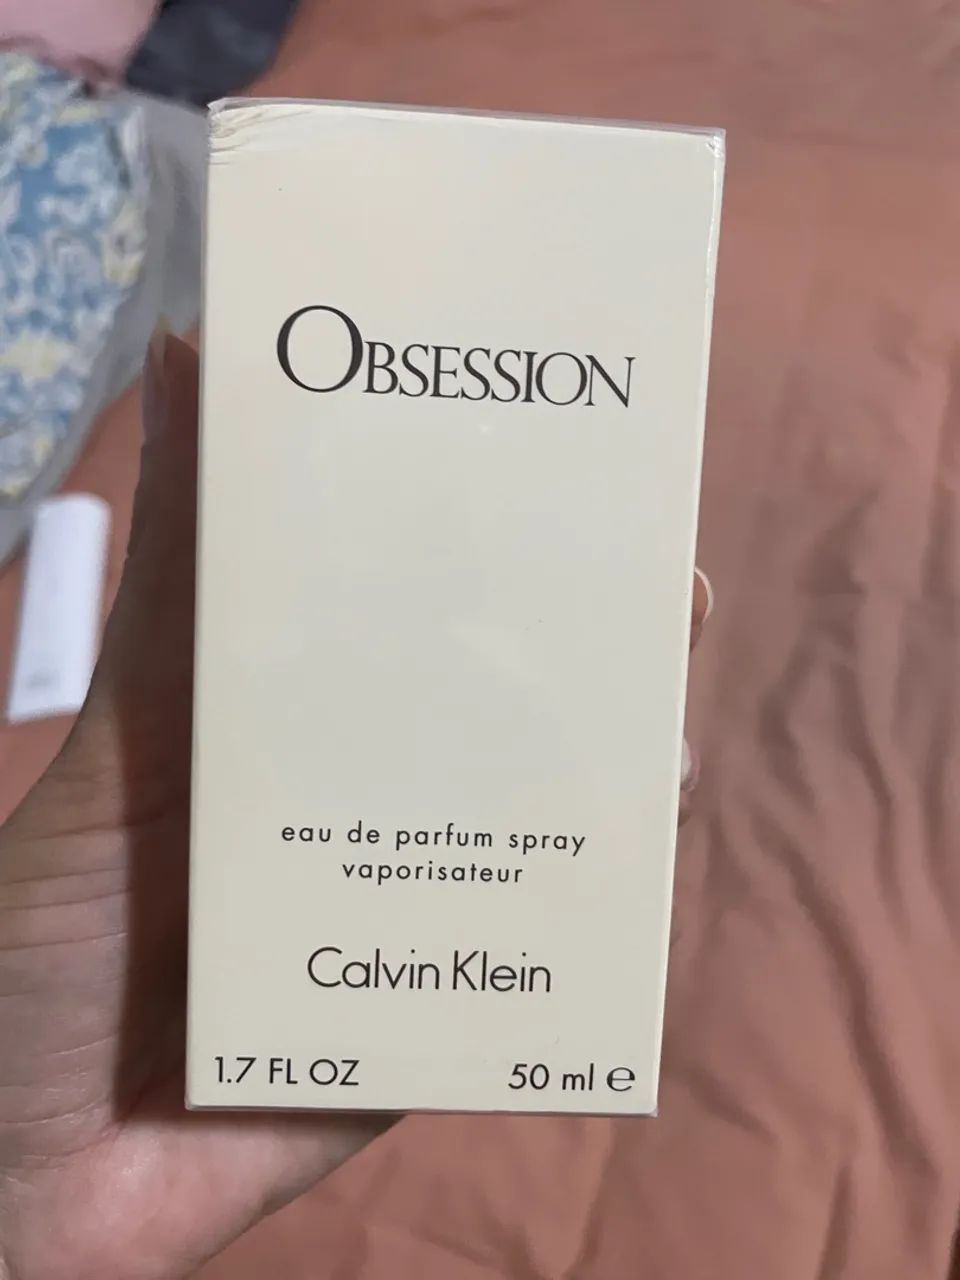 OBSESSION
eau de parfum spray
vaporisateur
Calvin Klein
1.7 FL OZ 50 ml ℮